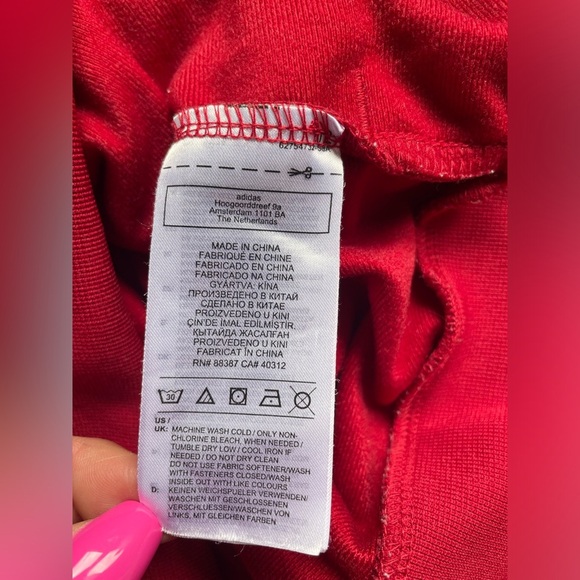 adidas
Hoogoorddreef 9a
Amsterdam 1101 BA
The Netherlands
MADE IN CHINA
FABRIQUÉ EN CHINE
FABRICADO EN CHINA
FABRICADO NA CHINA
GYÁRTVA: KÍNA
ПРОИЗВЕДЕНО В КИТАЙ
СДЕЛАНО В КИТАЕ
PROIZVEDENO U KINI
ÇİN'DE İMAL EDİLMİŞTİR.
ҚЫТАЙДА ЖАСАЛҒАН
PROIZVEDENO U KINI
FABRICAT ÎN CHINA
RN# 88387 CA# 40312
30
US /
UK: MACHINE WASH COLD / ONLY NON-
CHLORINE BLEACH, WHEN NEEDED /
TUMBLE DRY LOW / COOL IRON IF
NEEDED / DO NOT DRY CLEAN
DO NOT USE FABRIC SOFTENER/WASH
WITH FASTENERS CLOSED/WASH
INSIDE OUT WITH LIKE COLOURS
D: KEINEN WEICHSPUELER VERWENDEN/
WASCHEN MIT GESCHLOSSENEN
VERSCHLUESSEN/WASCHEN VON
LINKS, MIT GLEICHEN FARBEN